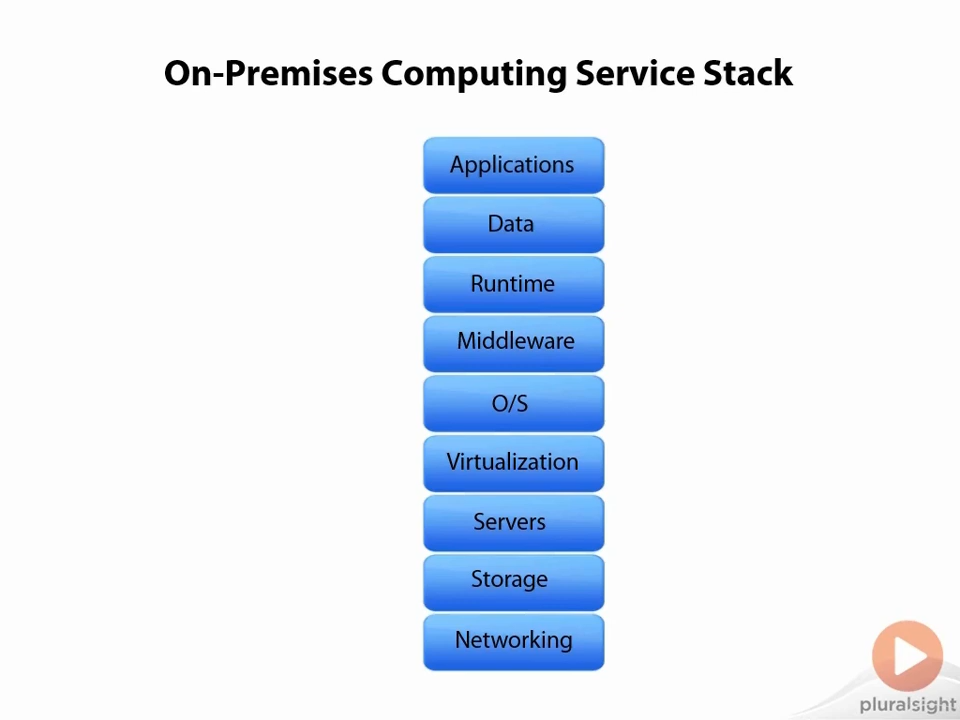 On-Premises Computing Service Stack
Applications
Data
Runtime
Middleware
O/S
Virtualization
Servers
Storage
Networking
pluralsight